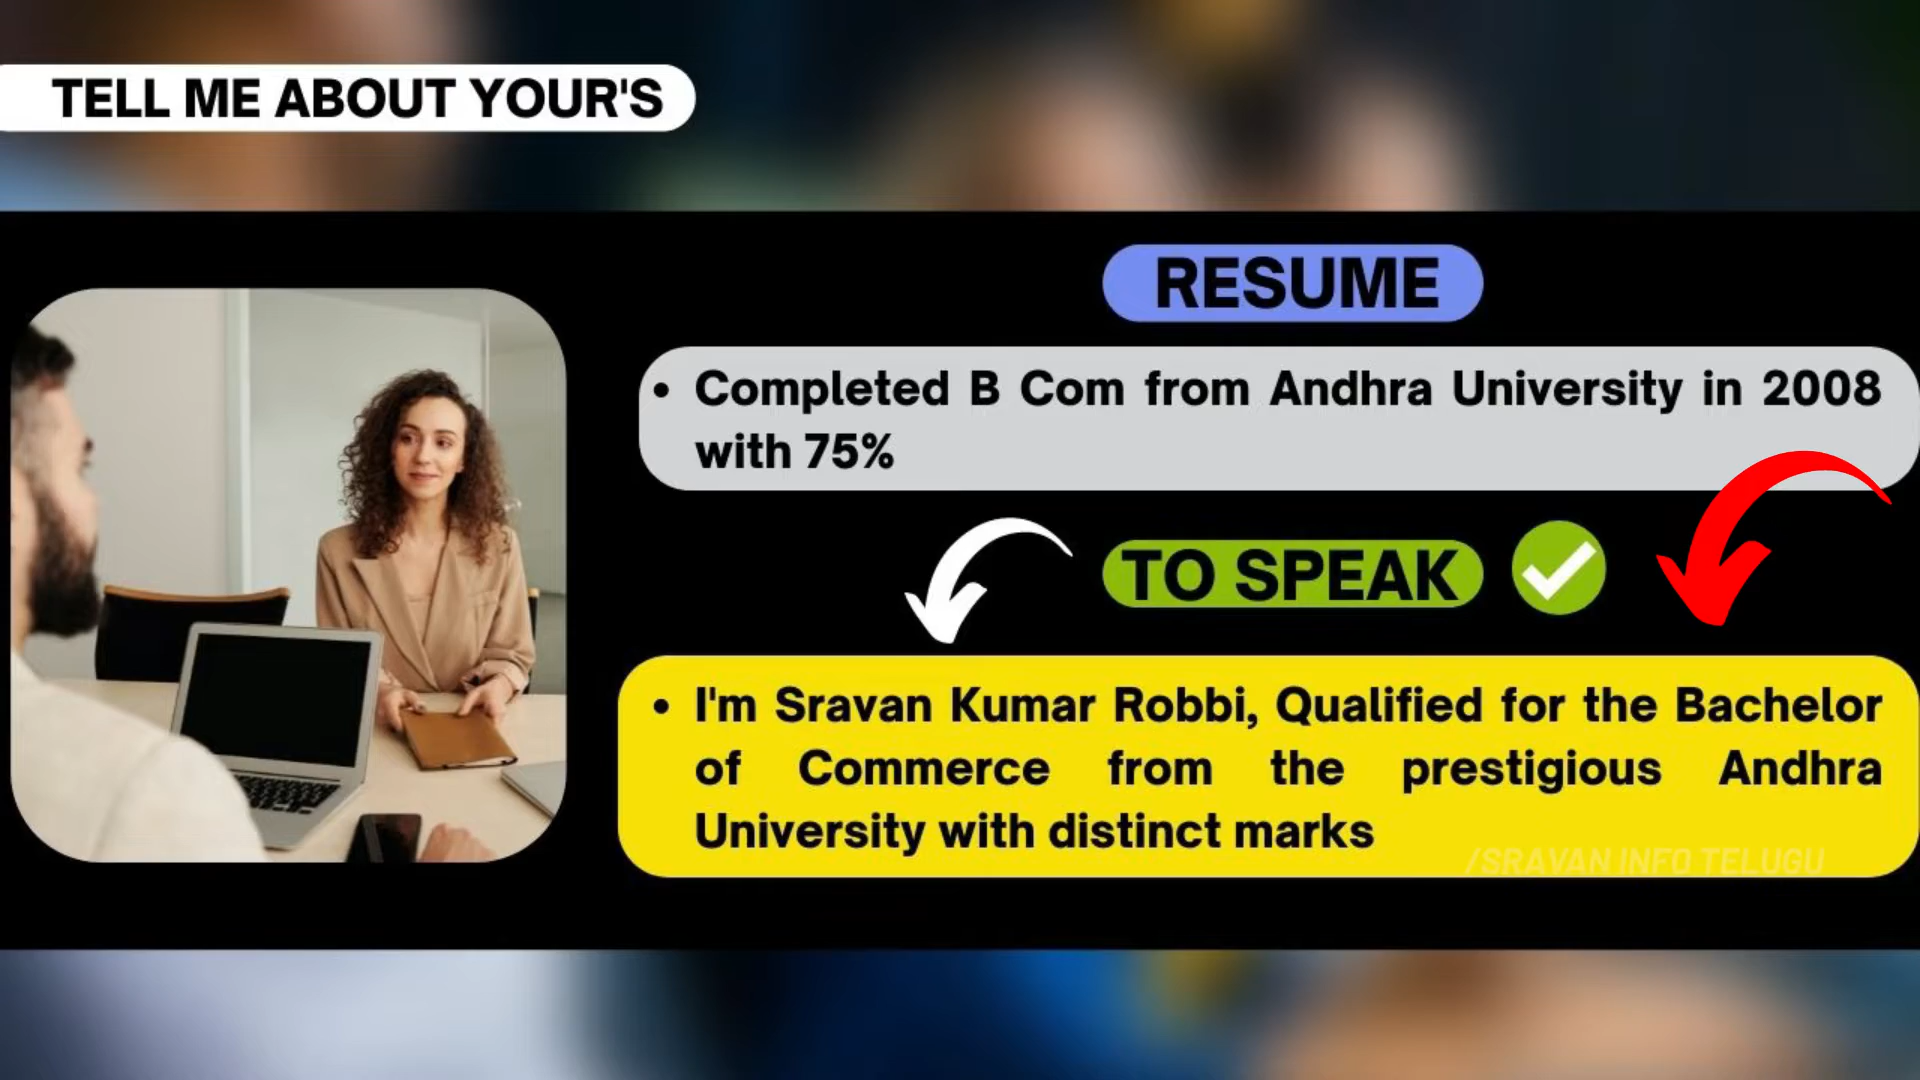 TELL ME ABOUT YOUR'S
RESUME
• Completed B Com from Andhra University in 2008
with 75%
TO SPEAK
• I'm Sravan Kumar Robbi, Qualified for the Bachelor
of Commerce from the prestigious Andhra
University with distinct marks
/SRAVAN INFO TELUGU